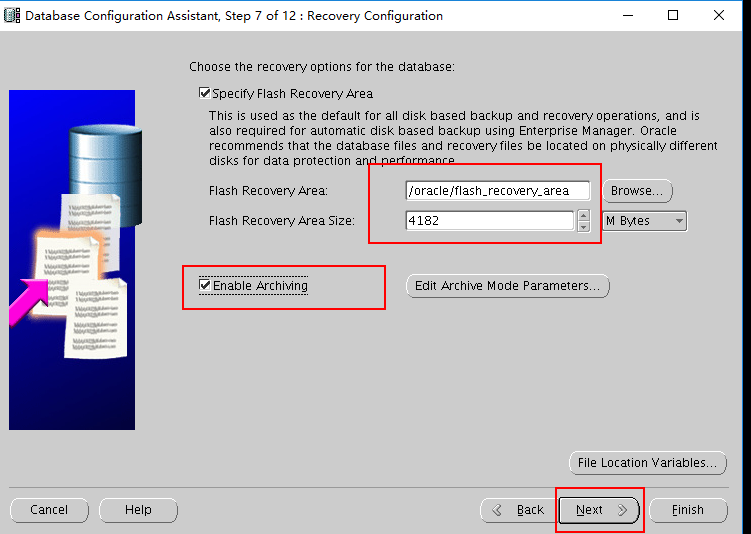 Database Configuration Assistant, Step 7 of 12 : Recovery Configuration
Choose the recovery options for the database:
Specify Flash Recovery Area
This is used as the default for all disk based backup and recovery operations, and is
also required for automatic disk based backup using Enterprise Manager. Oracle
recommends that the database files and recovery files be located on physically different
disks for data protection and performance.
Flash Recovery Area: /oracle/flash_recovery_area Browse...
Flash Recovery Area Size: 4182 M Bytes
Enable Archiving Edit Archive Mode Parameters...
File Location Variables...
Cancel Help Back Next Finish